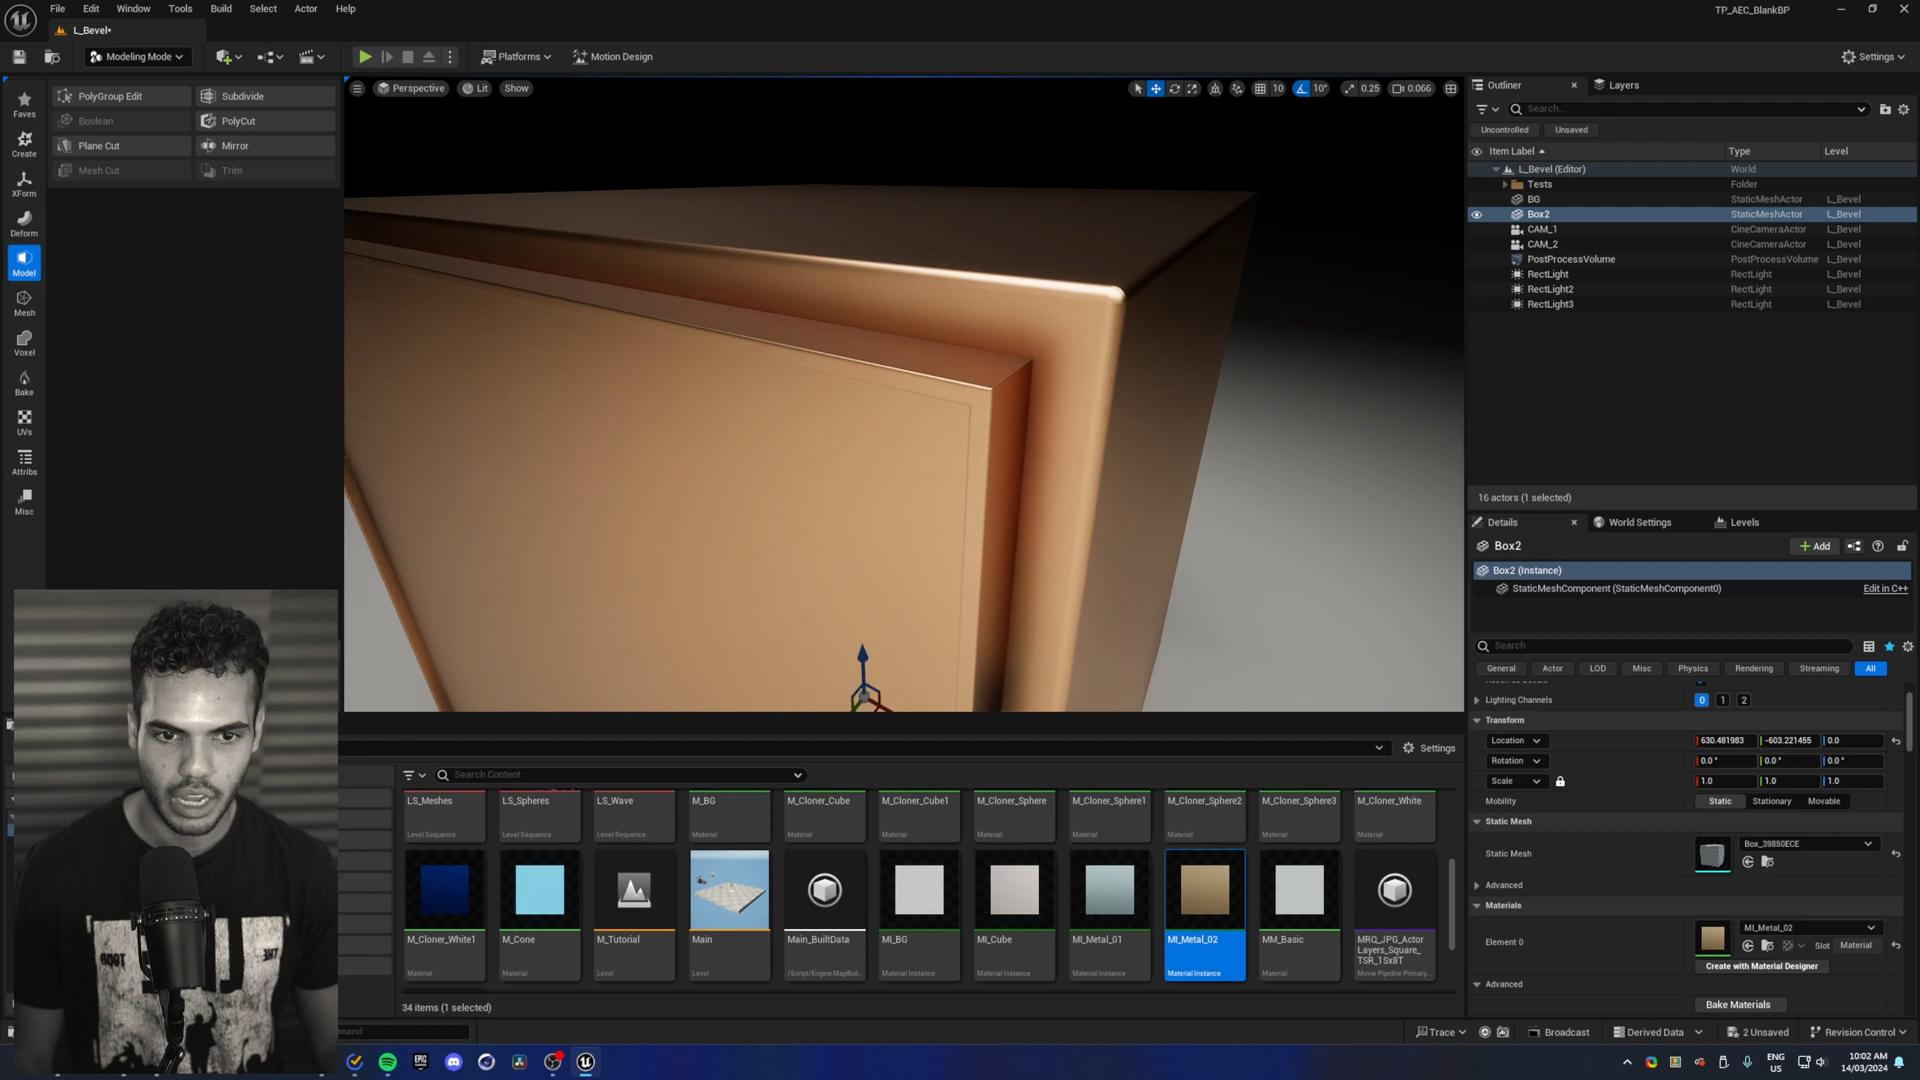 File Edit Window Tools Build Select Actor Help
TP_AEC_BlankBP
L_Bevel•
Modeling Mode
Platforms
Motion Design
Settings
Faves
Create
XForm
Deform
Model
Mesh
Voxel
Bake
UVs
Attribs
Misc
PolyGroup Edit
Subdivide
Boolean
PolyCut
Plane Cut
Mirror
Mesh Cut
Trim
Perspective
Lit
Show
10
10°
0.25
0.066
Outliner
Layers
Search...
Uncontrolled
Unsaved
Item Label
Type
Level
L_Bevel (Editor) World
Tests Folder
BG StaticMeshActor L_Bevel
Box2 StaticMeshActor L_Bevel
CAM_1 CineCameraActor L_Bevel
CAM_2 CineCameraActor L_Bevel
PostProcessVolume PostProcessVolume L_Bevel
RectLight RectLight L_Bevel
RectLight2 RectLight L_Bevel
RectLight3 RectLight L_Bevel
16 actors (1 selected)
Details
World Settings
Levels
Box2
Add
Box2 (Instance)
StaticMeshComponent (StaticMeshComponent0)
Edit in C++
Search
General Actor LOD Misc Physics Rendering Streaming All
Lighting Channels 0 1 2
Transform
Location 630.481983 -603.221455 0.0
Rotation 0.0 ° 0.0 ° 0.0 °
Scale 1.0 1.0 1.0
Mobility Static Stationary Movable
Static Mesh
Static Mesh Box_39850ECE
Advanced
Materials
Element 0 MI_Metal_02
Slot Material
Create with Material Designer
Advanced
Bake Materials
Settings
Search Content
LS_Meshes
Level Sequence
LS_Spheres
Level Sequence
LS_Wave
Level Sequence
M_BG
Material
M_Cloner_Cube
Material
M_Cloner_Cube1
Material
M_Cloner_Sphere
Material
M_Cloner_Sphere1
Material
M_Cloner_Sphere2
Material
M_Cloner_Sphere3
Material
M_Cloner_White
Material
M_Cloner_White1
Material
M_Cone
Material
M_Tutorial
Level
Main
Level
Main_BuiltData
/Script/Engine.MapBuil...
MI_BG
Material Instance
MI_Cube
Material Instance
MI_Metal_01
Material Instance
MI_Metal_02
Material Instance
MM_Basic
Material
MRQ_JPG_Actor
Layers_Square_
TSR_1Sx8T
Movie Pipeline Primary...
34 items (1 selected)
Trace
Broadcast
Derived Data
2 Unsaved
Revision Control
EPIC
GAMES
ENG
US
10:02 AM
14/03/2024